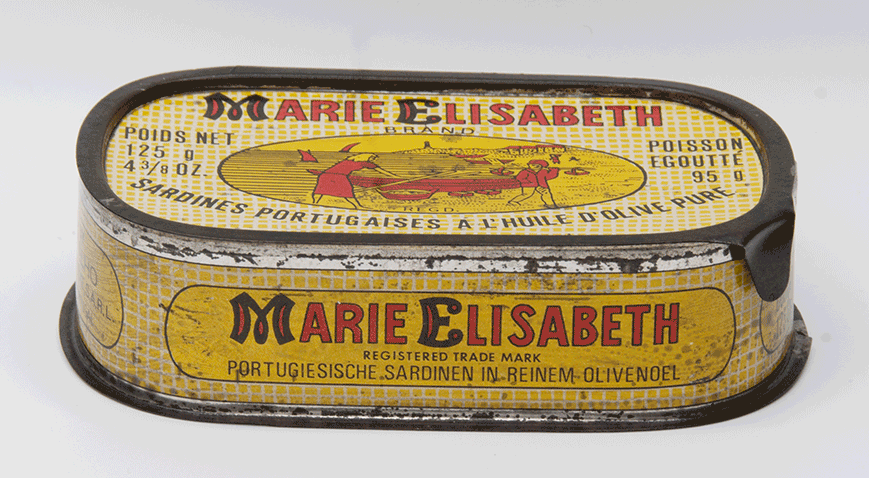 MARIE ELISABETH
BRAND
POIDS NET
125 g
4 3/8 OZ.
POISSON
EGOUTTÉ
95 g
REGD.
SARDINES PORTUGAISES À L'HUILE D'OLIVE PURE
MARIE ELISABETH
REGISTERED TRADE MARK
PORTUGIESISCHE SARDINEN IN REINEM OLIVENOEL